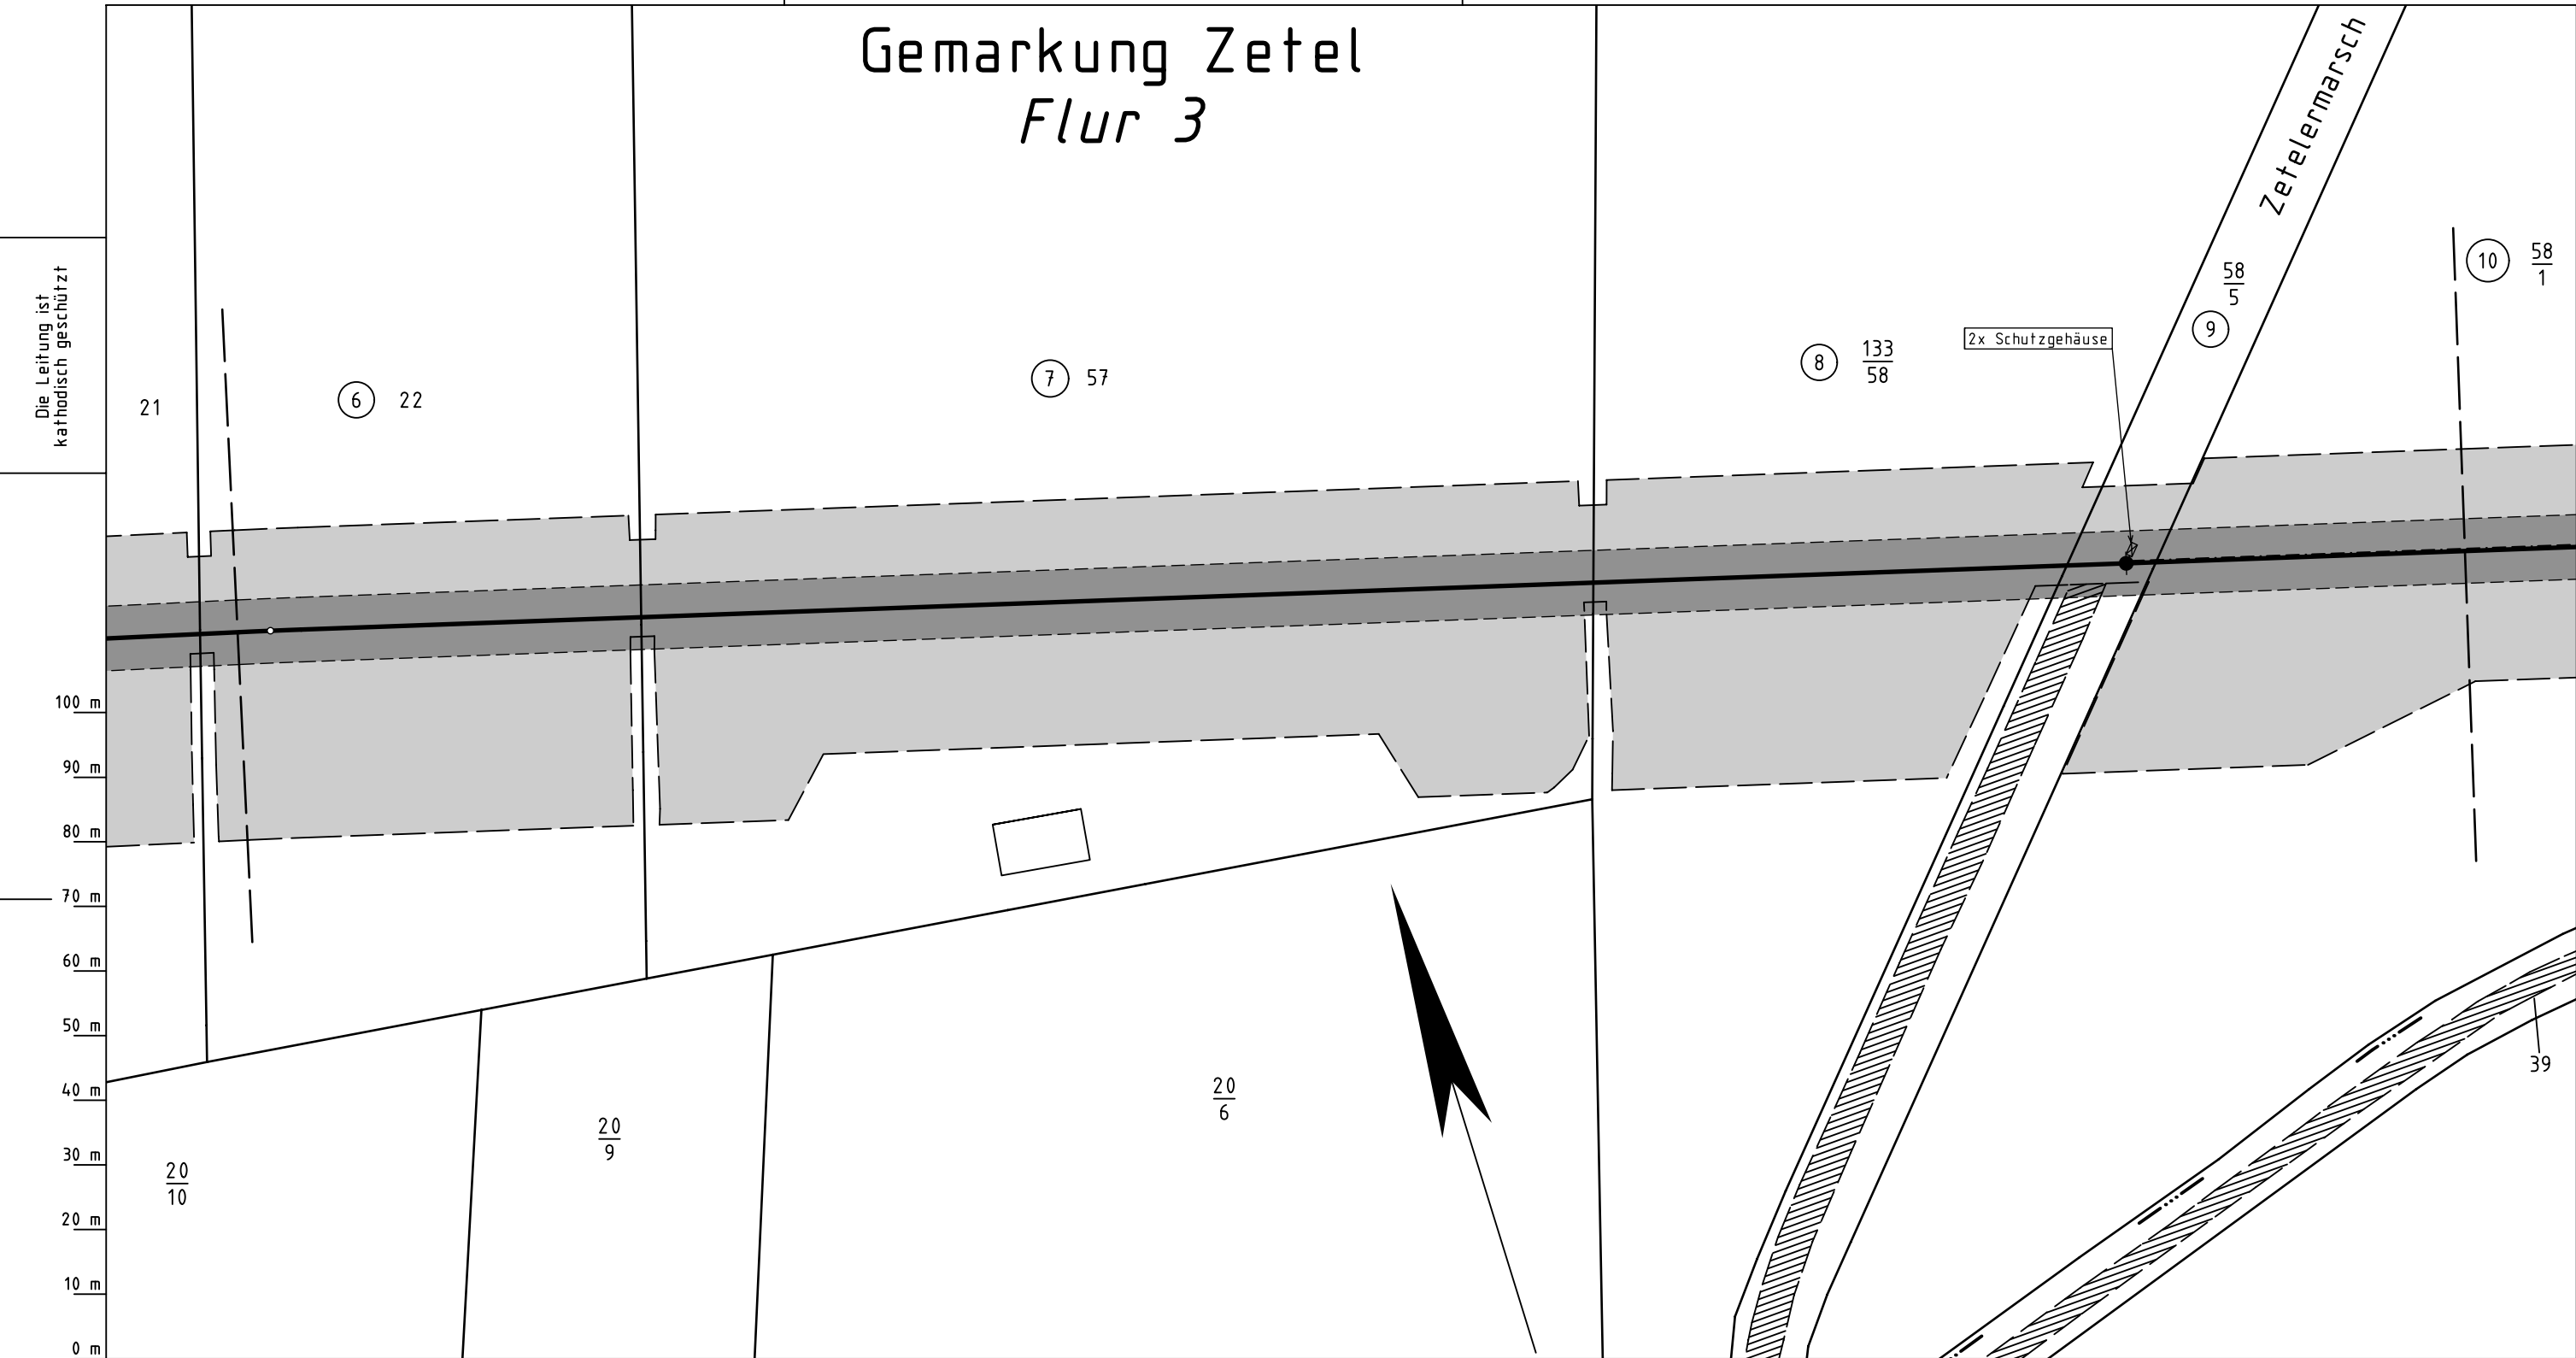 Gemarkung Zetel
Flur 3
Zetelermarsch
Die Leitung ist
kathodisch geschützt
21
6 22
7 57
8 133
58
2x Schutzgehäuse
58
5
9
10 58
1
100 m
90 m
80 m
70 m
60 m
50 m
40 m
30 m
20 m
10 m
0 m
20
10
20
9
20
6
39